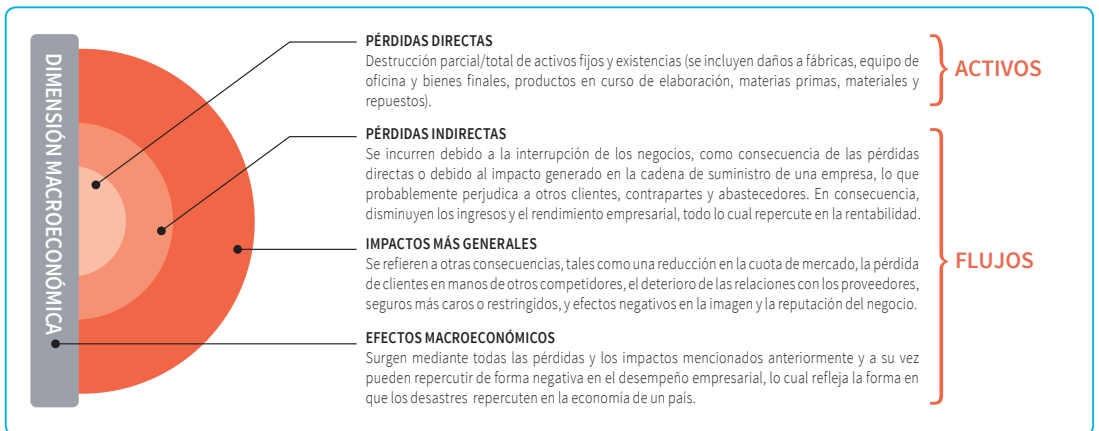 DIMENSIÓN MACROECONÓMICA
PÉRDIDAS DIRECTAS
Destrucción parcial/total de activos fijos y existencias (se incluyen daños a fábricas, equipo de
oficina y bienes finales, productos en curso de elaboración, materias primas, materiales y
repuestos).
ACTIVOS
PÉRDIDAS INDIRECTAS
Se incurren debido a la interrupción de los negocios, como consecuencia de las pérdidas
directas o debido al impacto generado en la cadena de suministro de una empresa, lo que
probablemente perjudica a otros clientes, contrapartes y abastecedores. En consecuencia,
disminuyen los ingresos y el rendimiento empresarial, todo lo cual repercute en la rentabilidad.
IMPACTOS MÁS GENERALES
Se refieren a otras consecuencias, tales como una reducción en la cuota de mercado, la pérdida
de clientes en manos de otros competidores, el deterioro de las relaciones con los proveedores,
seguros más caros o restringidos, y efectos negativos en la imagen y la reputación del negocio.
FLUJOS
EFECTOS MACROECONÓMICOS
Surgen mediante todas las pérdidas y los impactos mencionados anteriormente y a su vez
pueden repercutir de forma negativa en el desempeño empresarial, lo cual refleja la forma en
que los desastres repercuten en la economía de un país.